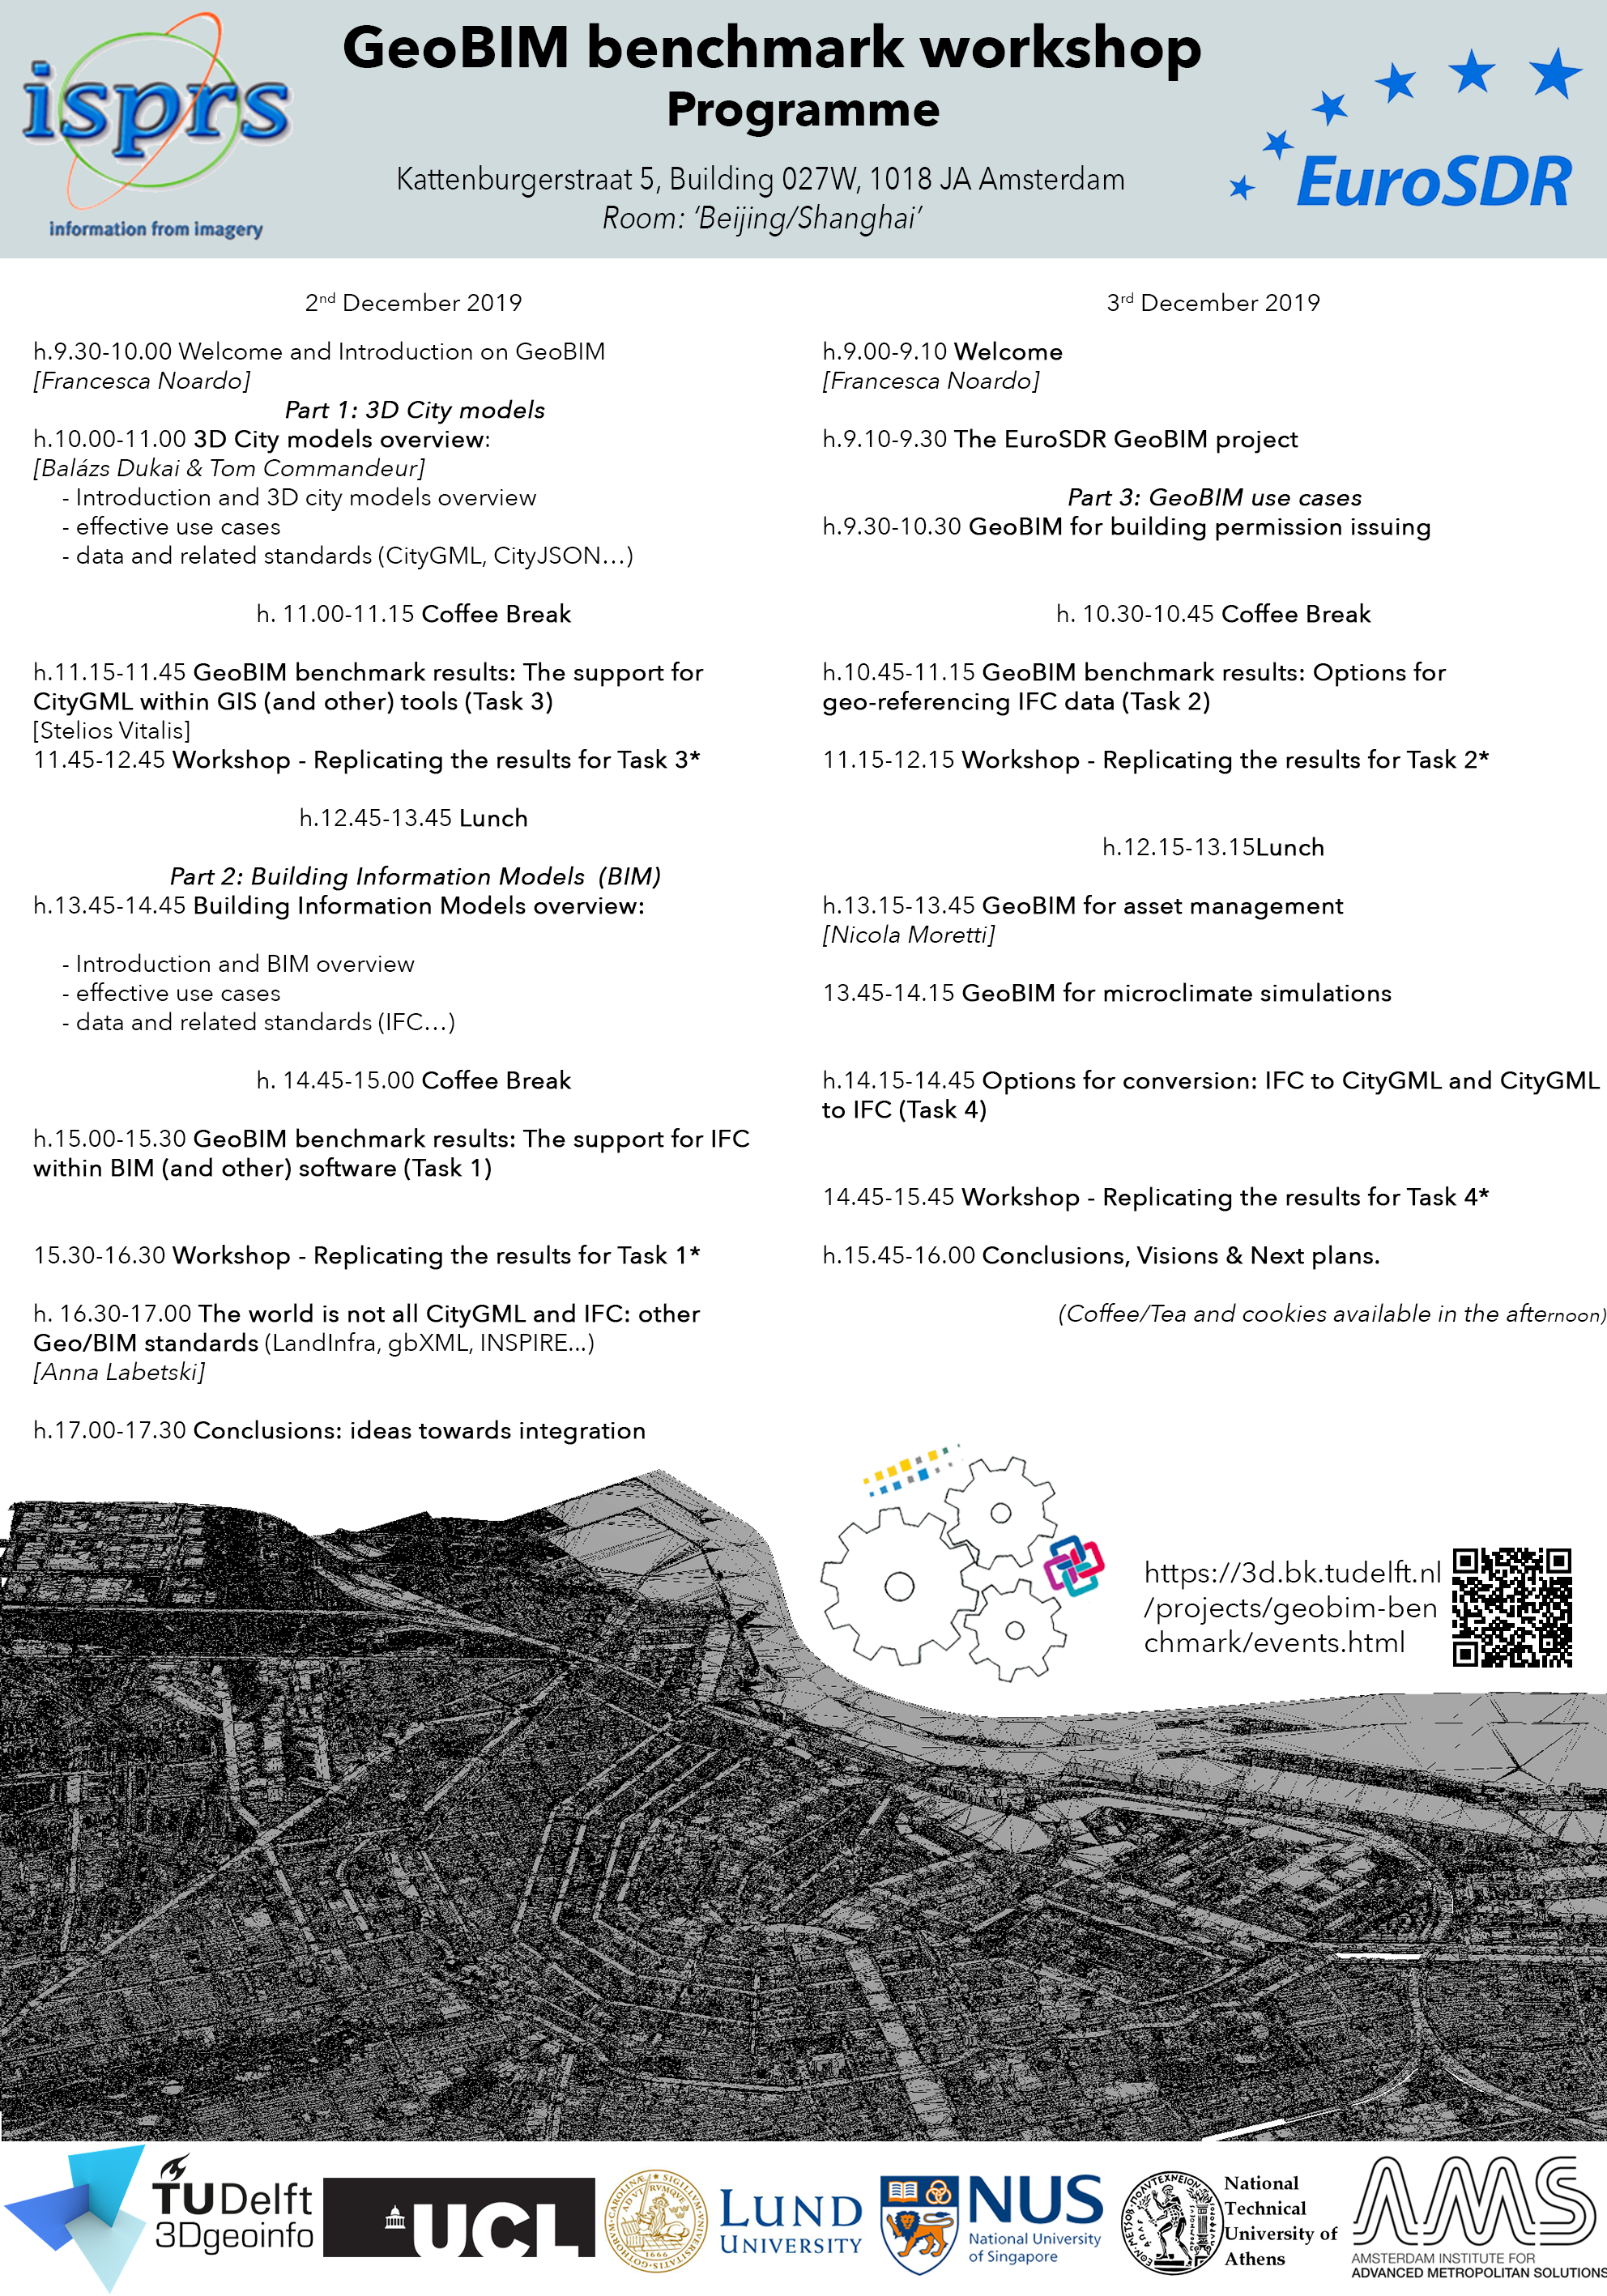 isprs
information from imagery
GeoBIM benchmark workshop
Programme
Kattenburgerstraat 5, Building 027W, 1018 JA Amsterdam
Room: ‘Beijing/Shanghai’
EuroSDR
2nd December 2019
h.9.30-10.00 Welcome and Introduction on GeoBIM
[Francesca Noardo]
Part 1: 3D City models
h.10.00-11.00 3D City models overview:
[Balázs Dukai & Tom Commandeur]
- Introduction and 3D city models overview
- effective use cases
- data and related standards (CityGML, CityJSON…)
h. 11.00-11.15 Coffee Break
h.11.15-11.45 GeoBIM benchmark results: The support for
CityGML within GIS (and other) tools (Task 3)
[Stelios Vitalis]
11.45-12.45 Workshop - Replicating the results for Task 3*
h.12.45-13.45 Lunch
Part 2: Building Information Models (BIM)
h.13.45-14.45 Building Information Models overview:
- Introduction and BIM overview
- effective use cases
- data and related standards (IFC…)
h. 14.45-15.00 Coffee Break
h.15.00-15.30 GeoBIM benchmark results: The support for IFC
within BIM (and other) software (Task 1)
15.30-16.30 Workshop - Replicating the results for Task 1*
h. 16.30-17.00 The world is not all CityGML and IFC: other
Geo/BIM standards (LandInfra, gbXML, INSPIRE...)
[Anna Labetski]
h.17.00-17.30 Conclusions: ideas towards integration
3rd December 2019
h.9.00-9.10 Welcome
[Francesca Noardo]
h.9.10-9.30 The EuroSDR GeoBIM project
Part 3: GeoBIM use cases
h.9.30-10.30 GeoBIM for building permission issuing
h. 10.30-10.45 Coffee Break
h.10.45-11.15 GeoBIM benchmark results: Options for
geo-referencing IFC data (Task 2)
11.15-12.15 Workshop - Replicating the results for Task 2*
h.12.15-13.15Lunch
h.13.15-13.45 GeoBIM for asset management
[Nicola Moretti]
13.45-14.15 GeoBIM for microclimate simulations
h.14.15-14.45 Options for conversion: IFC to CityGML and CityGML
to IFC (Task 4)
14.45-15.45 Workshop - Replicating the results for Task 4*
h.15.45-16.00 Conclusions, Visions & Next plans.
(Coffee/Tea and cookies available in the afternoon)
https://3d.bk.tudelft.nl
/projects/geobim-ben
chmark/events.html
TUDelft
3Dgeoinfo
UCL
1666
LUND
UNIVERSITY
NUS
National University
of Singapore
National
Technical
University of
Athens
AMS
AMSTERDAM INSTITUTE FOR
ADVANCED METROPOLITAN SOLUTIONS